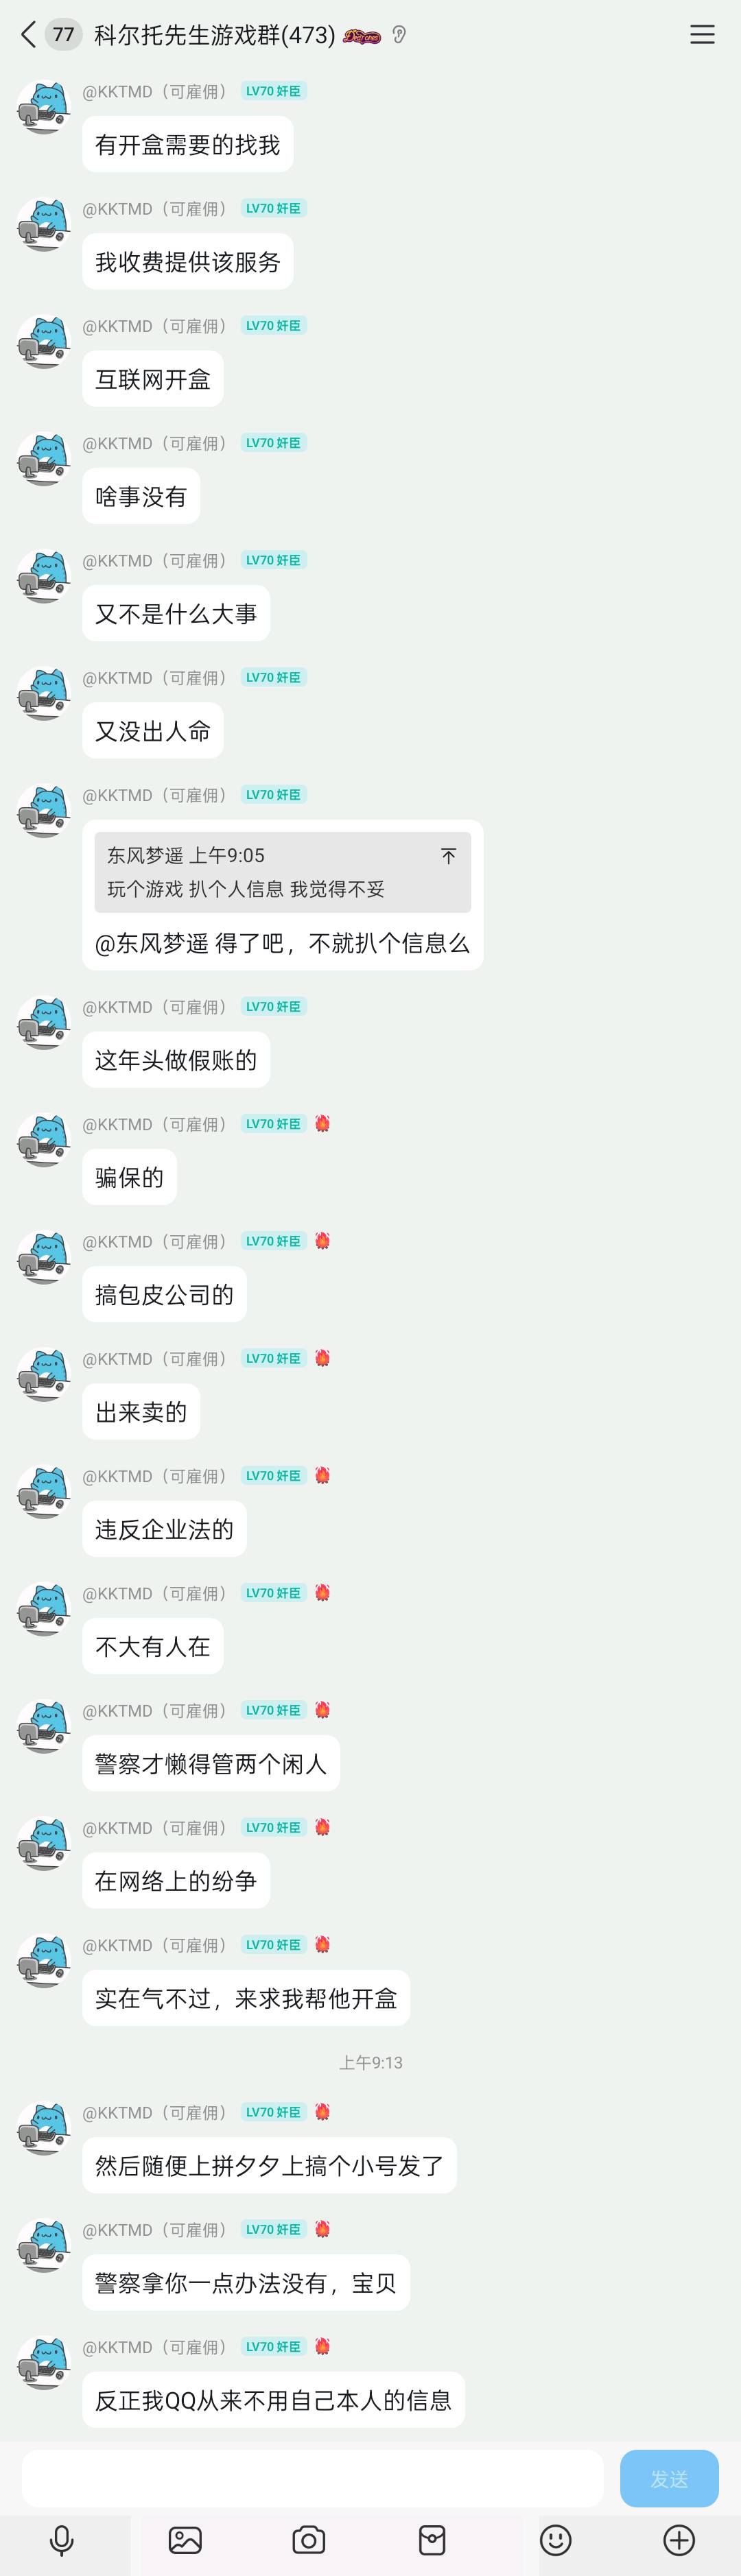 77 科尔托先生游戏群(473)
@KKTMD（可雇佣） LV70 奸臣
有开盒需要的找我
@KKTMD（可雇佣） LV70 奸臣
我收费提供该服务
@KKTMD（可雇佣） LV70 奸臣
互联网开盒
@KKTMD（可雇佣） LV70 奸臣
啥事没有
@KKTMD（可雇佣） LV70 奸臣
又不是什么大事
@KKTMD（可雇佣） LV70 奸臣
又没出人命
@KKTMD（可雇佣） LV70 奸臣
东风梦遥 上午9:05
玩个游戏 扒个人信息 我觉得不妥
@东风梦遥 得了吧，不就扒个信息么
@KKTMD（可雇佣） LV70 奸臣
这年头做假账的
@KKTMD（可雇佣） LV70 奸臣
骗保的
@KKTMD（可雇佣） LV70 奸臣
搞包皮公司的
@KKTMD（可雇佣） LV70 奸臣
出来卖的
@KKTMD（可雇佣） LV70 奸臣
违反企业法的
@KKTMD（可雇佣） LV70 奸臣
不大有人在
@KKTMD（可雇佣） LV70 奸臣
警察才懒得管两个闲人
@KKTMD（可雇佣） LV70 奸臣
在网络上的纷争
@KKTMD（可雇佣） LV70 奸臣
实在气不过，来求我帮他开盒
上午9:13
@KKTMD（可雇佣） LV70 奸臣
然后随便上拼夕夕上搞个小号发了
@KKTMD（可雇佣） LV70 奸臣
警察拿你一点办法没有，宝贝
@KKTMD（可雇佣） LV70 奸臣
反正我QQ从来不用自己本人的信息
发送